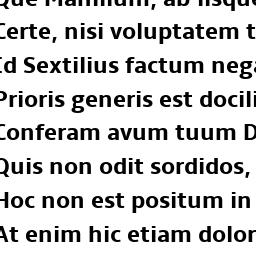 Que Manilium, ab iisque
Certe, nisi voluptatem t
Id Sextilius factum nega
Prioris generis est docili
Conferam avum tuum D
Quis non odit sordidos,
Hoc non est positum in
At enim hic etiam dolor